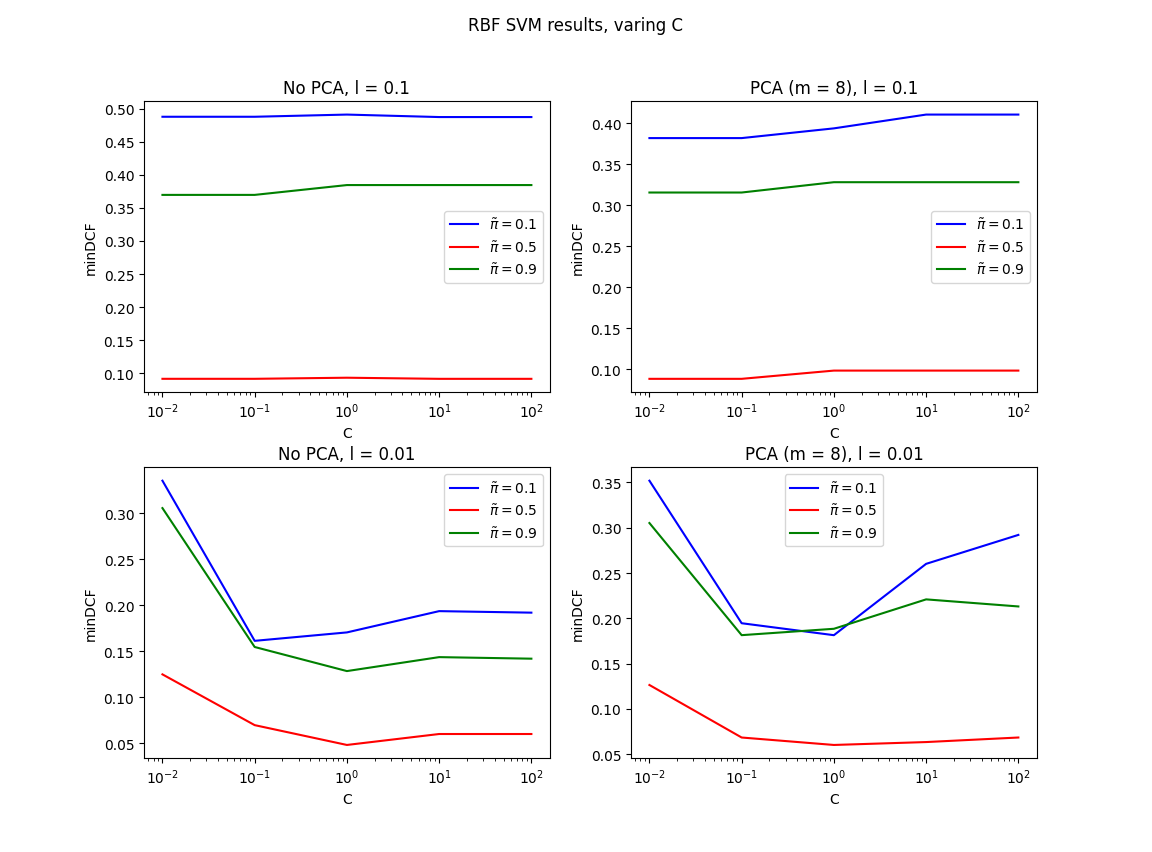 RBF SVM results, varing C
No PCA, l = 0.1
0.50
0.45
0.40
0.35
0.30
0.25
0.20
0.15
0.10
minDCF
π̃ = 0.1
π̃ = 0.5
π̃ = 0.9
10⁻² 10⁻¹ 10⁰ 10¹ 10²
C
PCA (m = 8), l = 0.1
0.40
0.35
0.30
0.25
0.20
0.15
0.10
minDCF
π̃ = 0.1
π̃ = 0.5
π̃ = 0.9
10⁻² 10⁻¹ 10⁰ 10¹ 10²
C
No PCA, l = 0.01
0.30
0.25
0.20
0.15
0.10
0.05
minDCF
π̃ = 0.1
π̃ = 0.5
π̃ = 0.9
10⁻² 10⁻¹ 10⁰ 10¹ 10²
C
PCA (m = 8), l = 0.01
0.35
0.30
0.25
0.20
0.15
0.10
0.05
minDCF
π̃ = 0.1
π̃ = 0.5
π̃ = 0.9
10⁻² 10⁻¹ 10⁰ 10¹ 10²
C